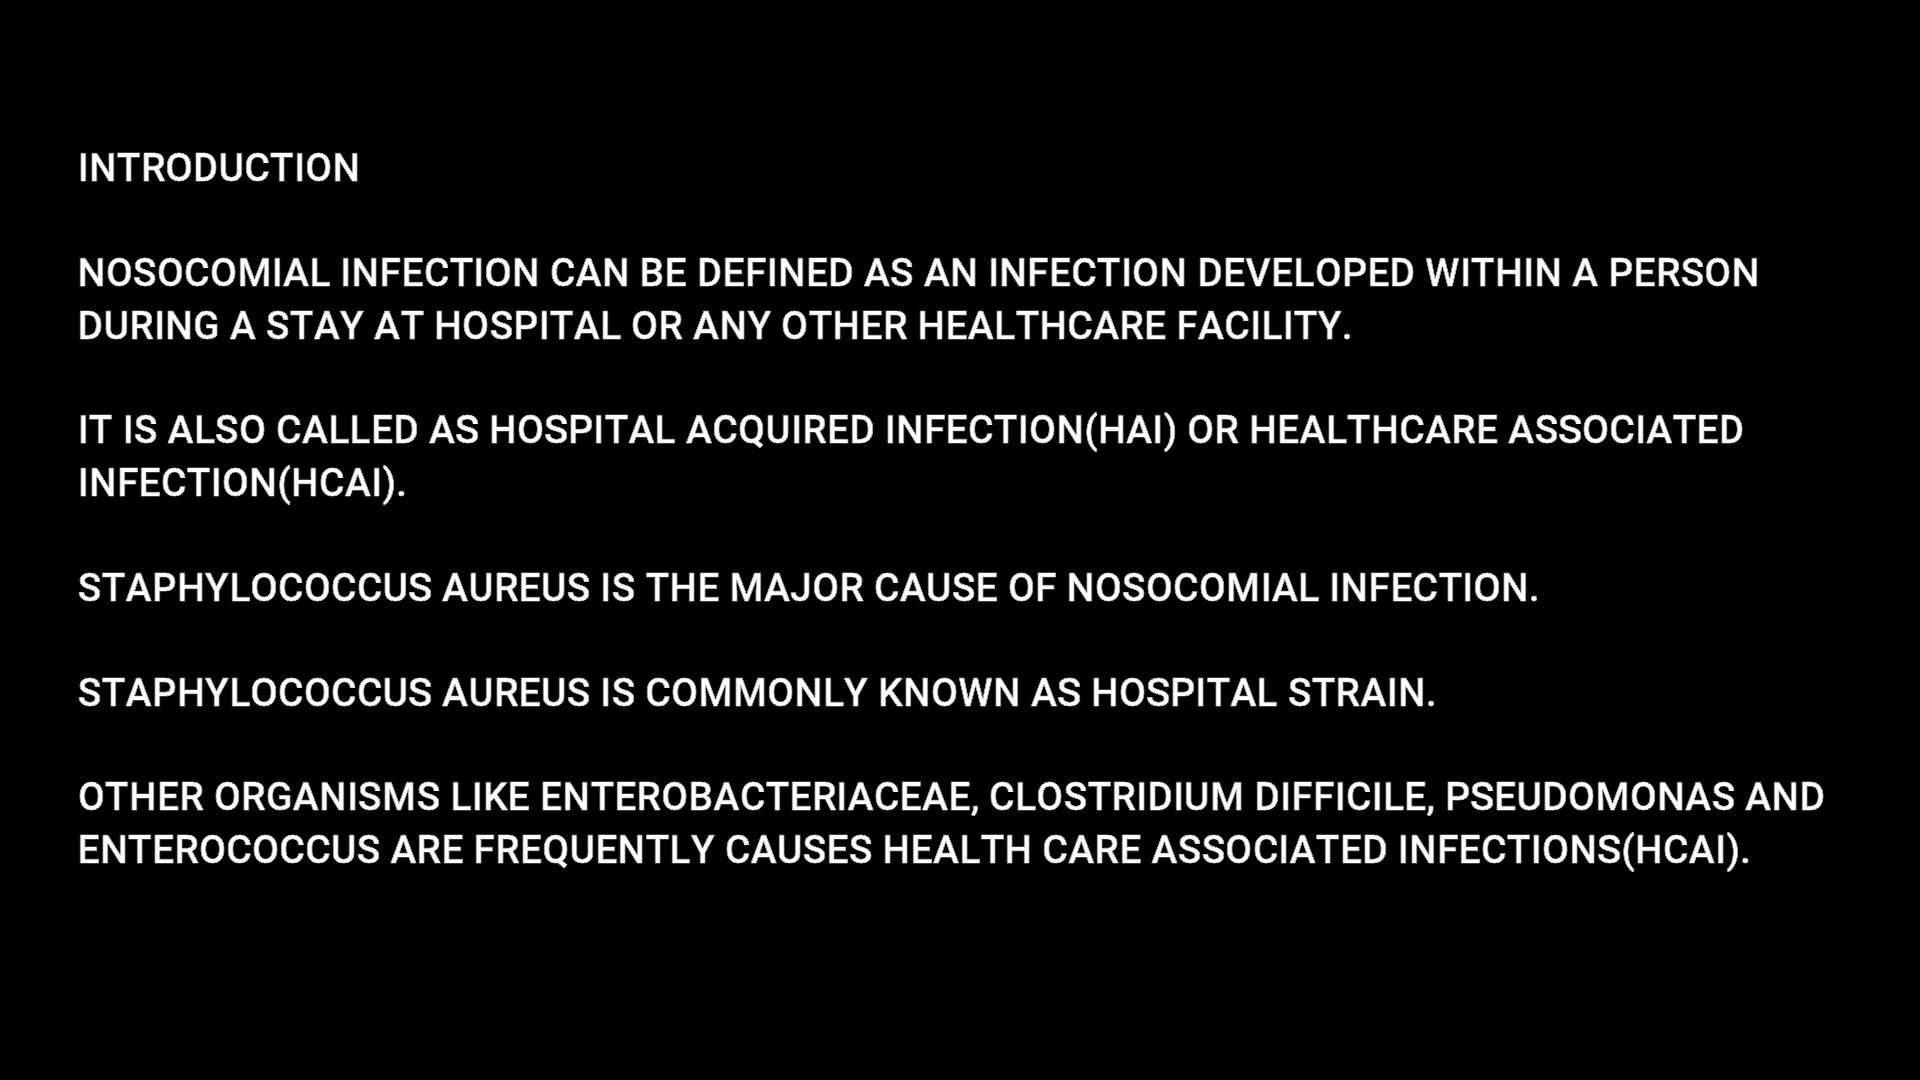 INTRODUCTION
NOSOCOMIAL INFECTION CAN BE DEFINED AS AN INFECTION DEVELOPED WITHIN A PERSON
DURING A STAY AT HOSPITAL OR ANY OTHER HEALTHCARE FACILITY.
IT IS ALSO CALLED AS HOSPITAL ACQUIRED INFECTION(HAI) OR HEALTHCARE ASSOCIATED
INFECTION(HCAI).
STAPHYLOCOCCUS AUREUS IS THE MAJOR CAUSE OF NOSOCOMIAL INFECTION.
STAPHYLOCOCCUS AUREUS IS COMMONLY KNOWN AS HOSPITAL STRAIN.
OTHER ORGANISMS LIKE ENTEROBACTERIACEAE, CLOSTRIDIUM DIFFICILE, PSEUDOMONAS AND
ENTEROCOCCUS ARE FREQUENTLY CAUSES HEALTH CARE ASSOCIATED INFECTIONS(HCAI).